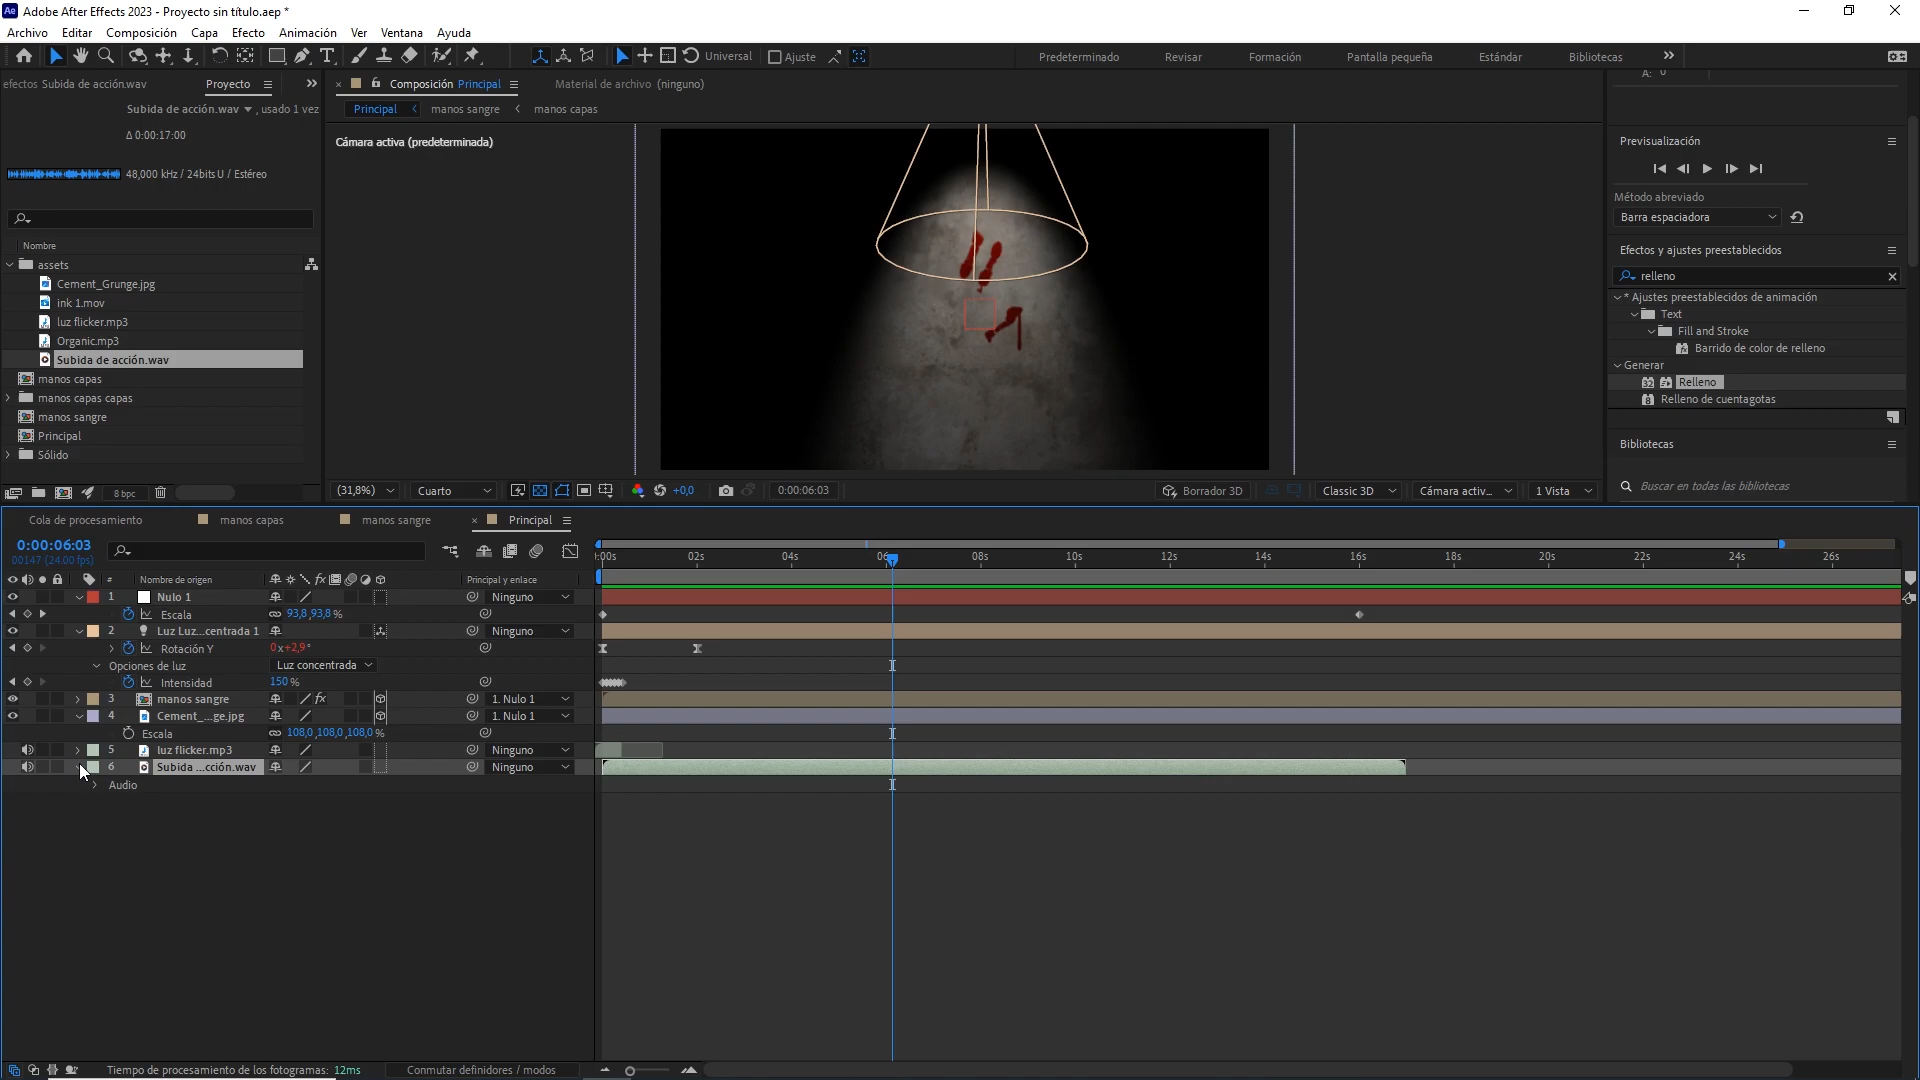 Adobe After Effects 2023 - Proyecto sin título.aep *
Archivo Editar Composición Capa Efecto Animación Ver Ventana Ayuda
Universal Ajuste Predeterminado Revisar Formación Pantalla pequeña Estándar Bibliotecas
efectos Subida de acción.wav Proyecto
Subida de acción.wav , usado 1 vez
Δ 0:00:17:00
48,000 kHz / 24bits U / Estéreo
Nombre
assets
Cement_Grunge.jpg
ink 1.mov
luz flicker.mp3
Organic.mp3
Subida de acción.wav
manos capas
manos capas capas
manos sangre
Principal
Sólido
8 bpc
Composición Principal
Material de archivo (ninguno)
Principal manos sangre manos capas
Cámara activa (predeterminada)
(31,8%) Cuarto +0,0 0:00:06:03 Borrador 3D Classic 3D Cámara activ... 1 Vista
Previsualización
Método abreviado
Barra espaciadora
Efectos y ajustes preestablecidos
relleno
* Ajustes preestablecidos de animación
Text
Fill and Stroke
Barrido de color de relleno
Generar
Relleno
Relleno de cuentagotas
Bibliotecas
Buscar en todas las bibliotecas
Cola de procesamiento manos capas manos sangre Principal
0:00:06:03
00147 (24.00 fps)
:00s 02s 04s 06s 08s 10s 12s 14s 16s 18s 20s 22s 24s 26s
# Nombre de origen fx Principal y enlace
1 Nulo 1 Ninguno
Escala 93,8,93,8 %
2 Luz Luz...centrada 1 Ninguno
Rotación Y 0x+2,9°
Opciones de luz Luz concentrada
Intensidad 150 %
3 manos sangre fx 1. Nulo 1
4 Cement_...ge.jpg 1. Nulo 1
Escala 108,0,108,0,108,0 %
5 luz flicker.mp3 Ninguno
6 Subida ...cción.wav Ninguno
Audio
Tiempo de procesamiento de los fotogramas: 12ms Conmutar definidores / modos